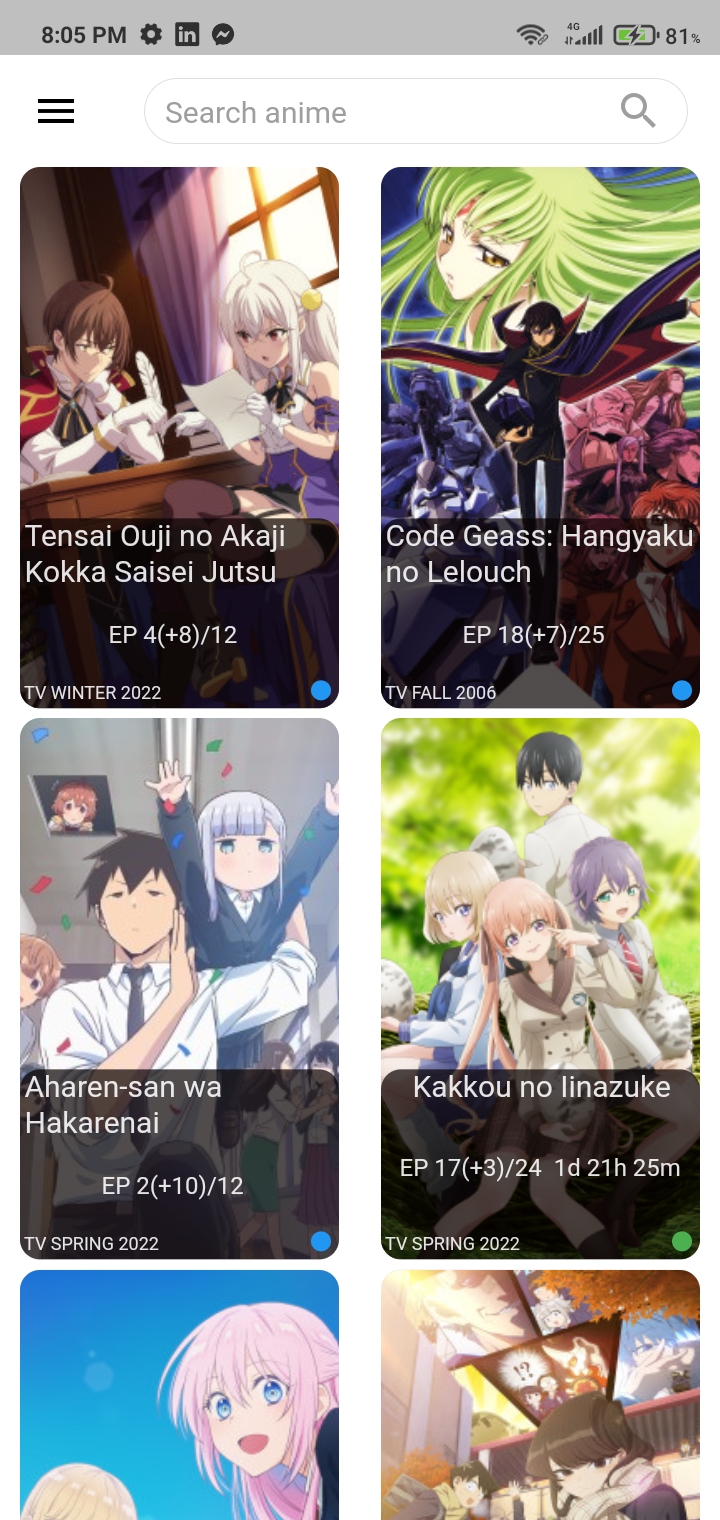 8:05 PM
4G
81%
Search anime
Tensai Ouji no Akaji
Kokka Saisei Jutsu
EP 4(+8)/12
TV WINTER 2022
Code Geass: Hangyaku
no Lelouch
EP 18(+7)/25
TV FALL 2006
Aharen-san wa
Hakarenai
EP 2(+10)/12
TV SPRING 2022
Kakkou no Iinazuke
EP 17(+3)/24 1d 21h 25m
TV SPRING 2022
!?